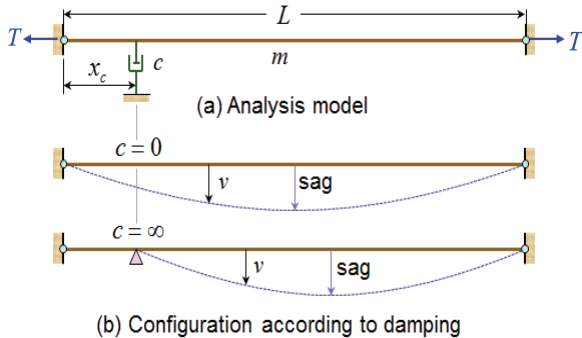 L
T T
x_c c m
(a) Analysis model
c = 0
v sag
c = ∞
v sag
(b) Configuration according to damping